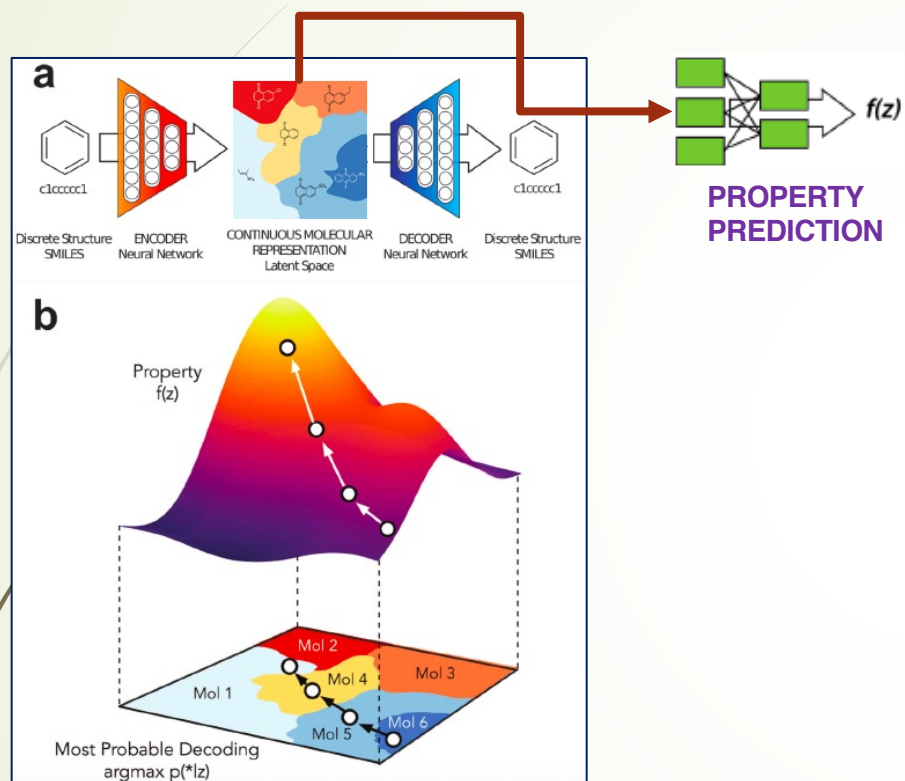 a
c1ccccc1
c1ccccc1
Discrete Structure
SMILES
ENCODER
Neural Network
CONTINUOUS MOLECULAR
REPRESENTATION
Latent Space
DECODER
Neural Network
Discrete Structure
SMILES
f(z)
PROPERTY
PREDICTION
b
Property
f(z)
Mol 1
Mol 2
Mol 3
Mol 4
Mol 5
Mol 6
Most Probable Decoding
argmax p(*lz)